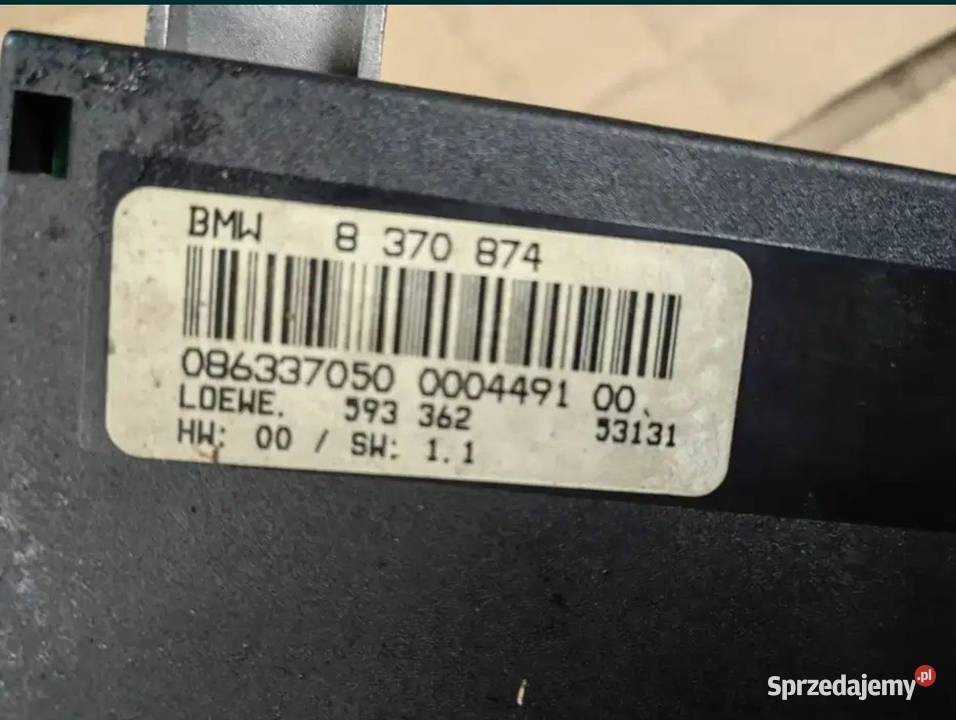 BMW 8 370 874
086337050 0004491 00
LOEWE. 593 362 53131
HW: 00 / SW: 1.1
Sprzedajemy.pl